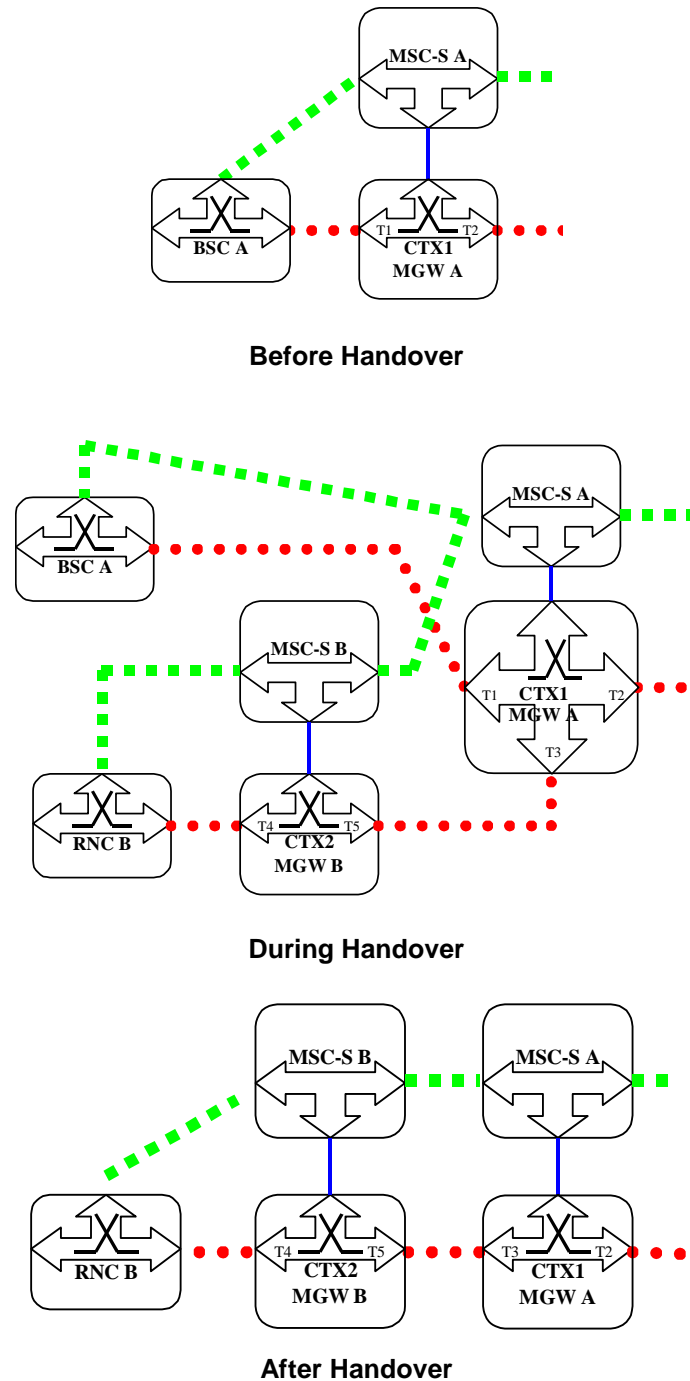 MSC-S A
BSC A
T1
T2
CTX1
MGW A
Before Handover
MSC-S A
BSC A
MSC-S B
T1
CTX1
T2
MGW A
T3
RNC B
T4
T5
CTX2
MGW B
During Handover
MSC-S B
MSC-S A
RNC B
T4
T5
CTX2
MGW B
T3
T2
CTX1
MGW A
After Handover